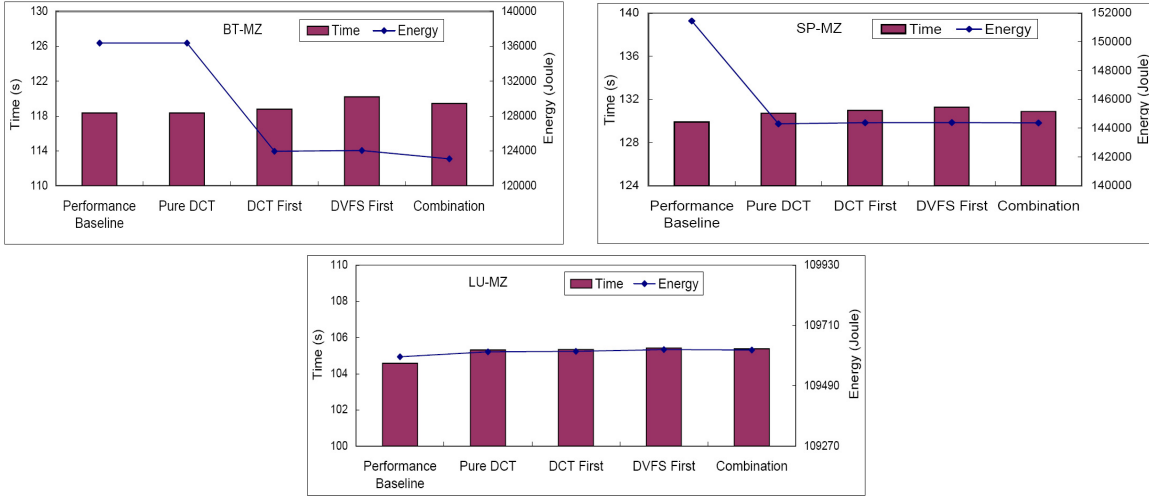 BT-MZ
Time Energy
Time (s)
130
126
122
118
114
110
Energy (Joule)
140000
136000
132000
128000
124000
120000
Performance Baseline
Pure DCT
DCT First
DVFS First
Combination
SP-MZ
Time Energy
Time (s)
140
136
132
128
124
Energy (Joule)
152000
150000
148000
146000
144000
142000
140000
Performance Baseline
Pure DCT
DCT First
DVFS First
Combination
LU-MZ
Time Energy
Time (s)
110
108
106
104
102
100
Energy (Joule)
109930
109710
109490
109270
Performance Baseline
Pure DCT
DCT First
DVFS First
Combination